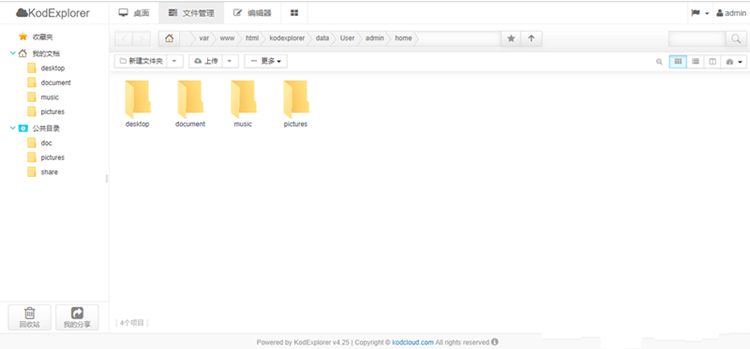 KodExplorer 桌面 文件管理 编辑器 admin
var www html kodexplorer data User admin home
新建文件夹 上传 更多
收藏夹
我的文档
desktop
document
music
pictures
公共目录
doc
pictures
share
desktop document music pictures
回收站 我的分享
4个项目
Powered by KodExplorer v4.25 | Copyright © kodcloud.com All rights reserved.